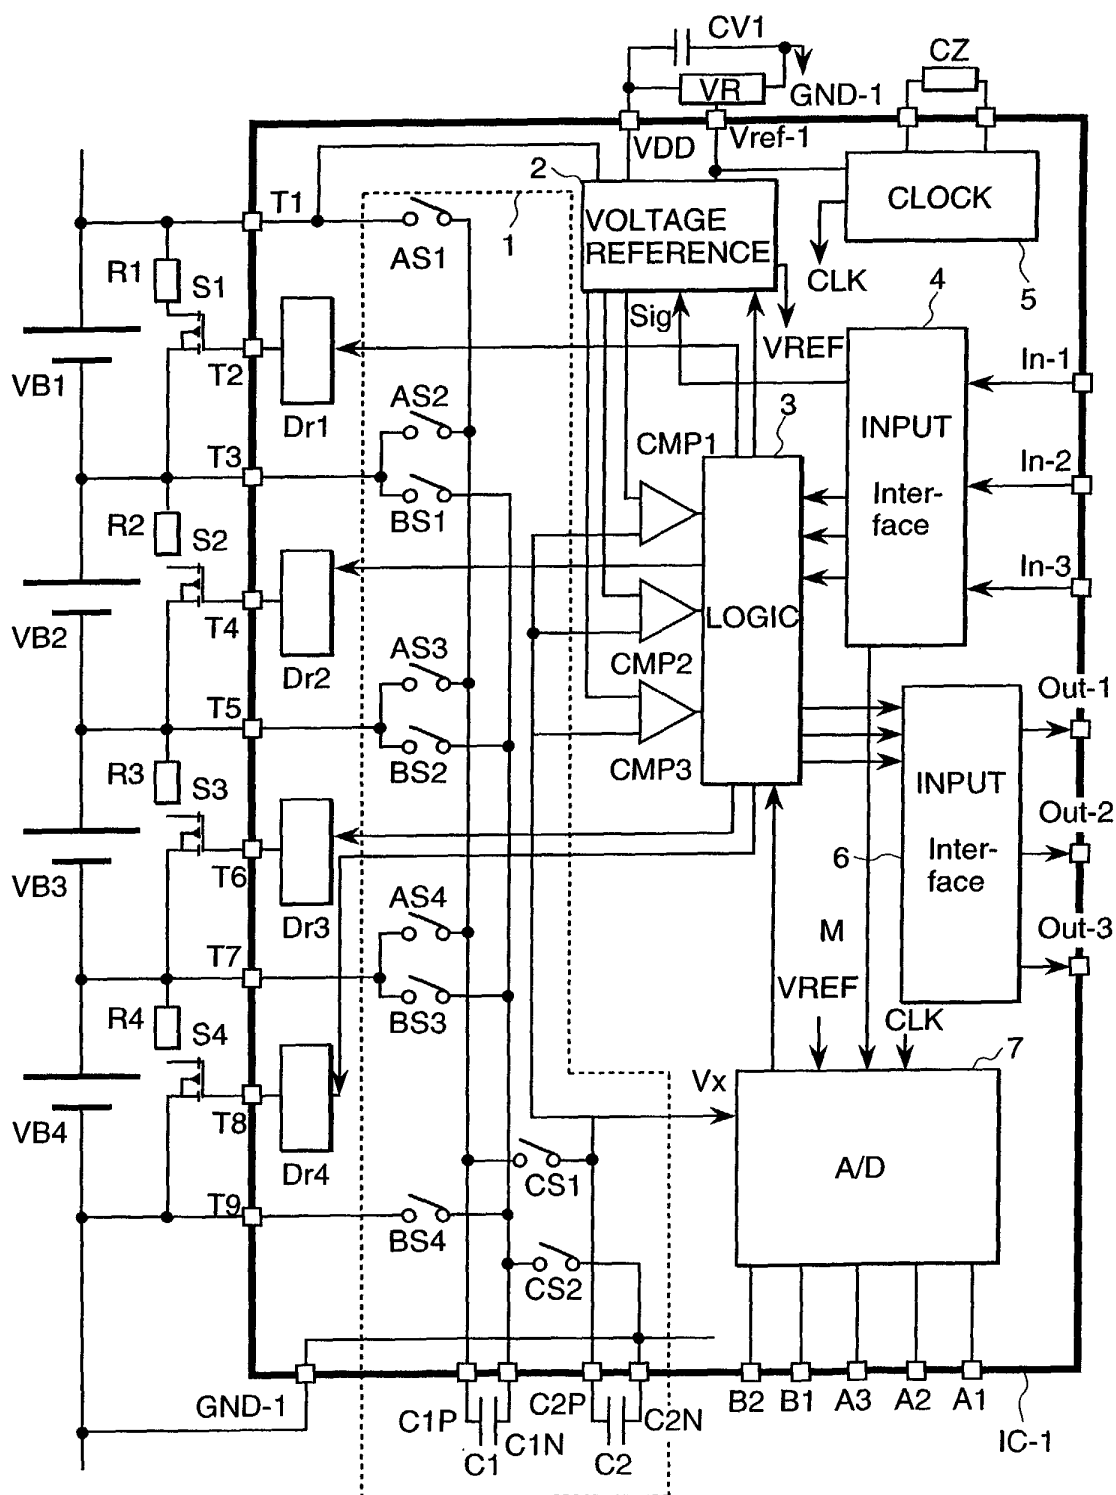 CV1
CZ
VR
GND-1
VDD
Vref-1
T1
2
1
AS1
VOLTAGE
REFERENCE
CLOCK
CLK
5
4
R1
S1
Sig
VREF
In-1
VB1
T2
Dr1
AS2
3
CMP1
INPUT
Inter-
face
T3
BS1
In-2
R2
S2
In-3
VB2
T4
Dr2
AS3
CMP2
LOGIC
T5
BS2
CMP3
Out-1
R3
S3
INPUT
Inter-
face
Out-2
VB3
T6
Dr3
AS4
6
M
Out-3
T7
BS3
VREF
CLK
R4
S4
7
Vx
VB4
T8
Dr4
CS1
A/D
T9
BS4
CS2
GND-1
C1P
C1N
C1
C2P
C2N
C2
B2
B1
A3
A2
A1
IC-1